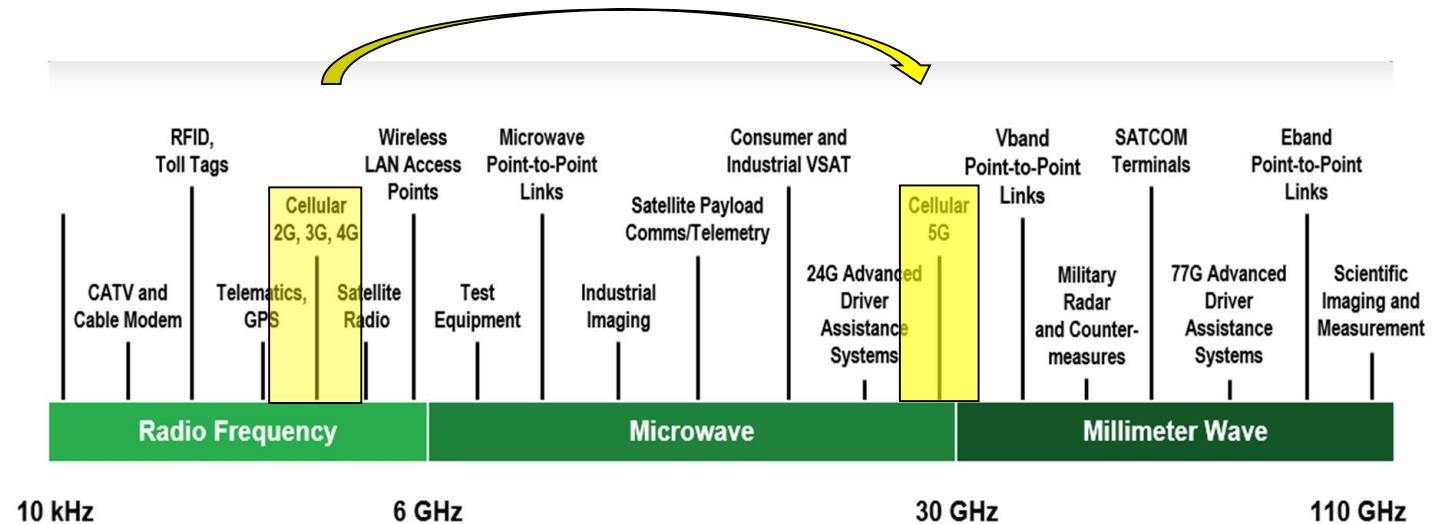 RFID,
Toll Tags
Wireless
LAN Access
Points
Microwave
Point-to-Point
Links
Consumer and
Industrial VSAT
Vband
Point-to-Point
Links
SATCOM
Terminals
Eband
Point-to-Point
Links
Cellular
2G, 3G, 4G
Satellite Payload
Comms/Telemetry
Cellular
5G
CATV and
Cable Modem
Telematics,
GPS
Satellite
Radio
Test
Equipment
Industrial
Imaging
24G Advanced
Driver
Assistance
Systems
Military
Radar
and Counter-
measures
77G Advanced
Driver
Assistance
Systems
Scientific
Imaging and
Measurement
Radio Frequency
Microwave
Millimeter Wave
10 kHz
6 GHz
30 GHz
110 GHz